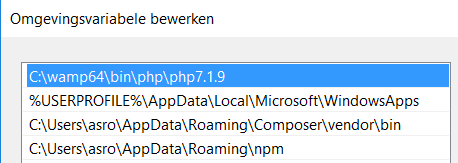 Omgevingsvariabele bewerken
C:\wamp64\bin\php\php7.1.9
%USERPROFILE%\AppData\Local\Microsoft\WindowsApps
C:\Users\asro\AppData\Roaming\Composer\vendor\bin
C:\Users\asro\AppData\Roaming\npm